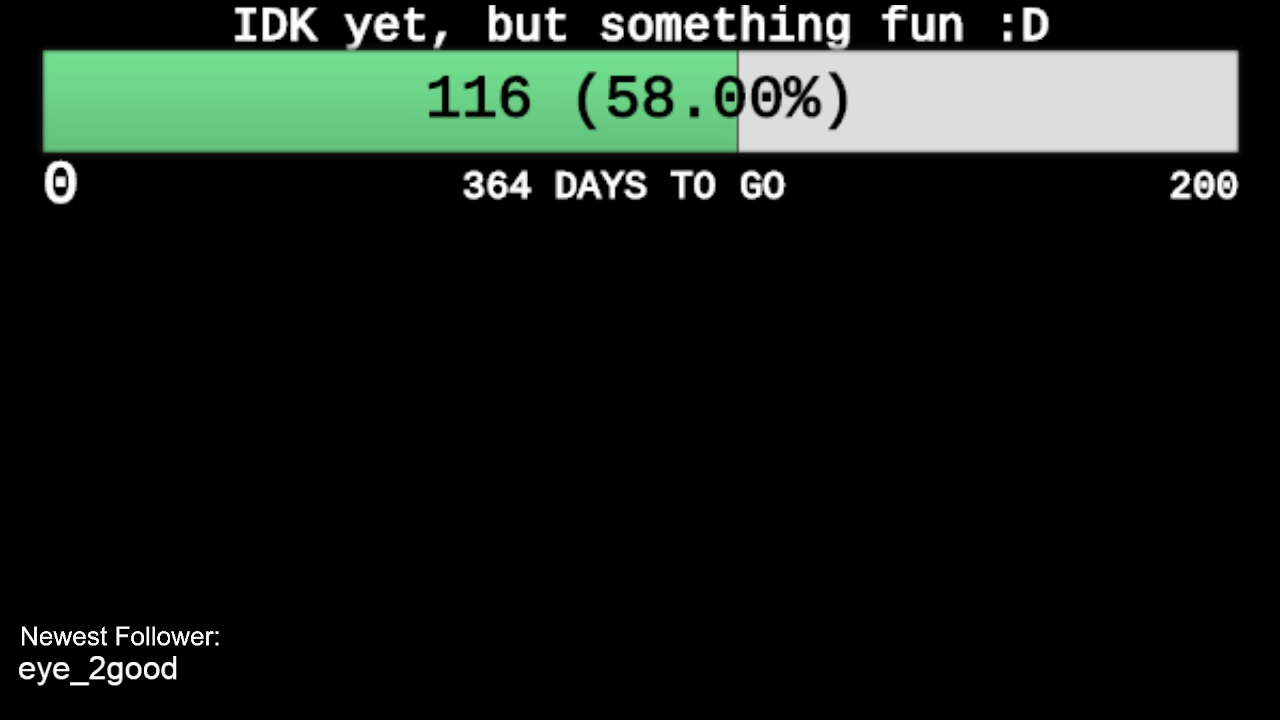 IDK yet, but something fun :D
116 (58.00%)
0 364 DAYS TO GO 200
Newest Follower:
eye_2good